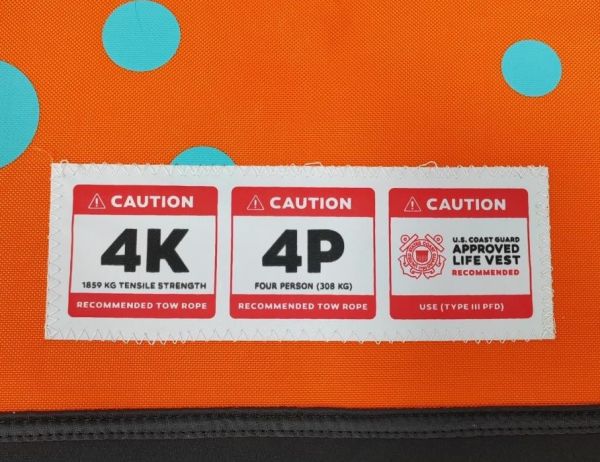 CAUTION
4K
1859 KG TENSILE STRENGTH
RECOMMENDED TOW ROPE
CAUTION
4P
FOUR PERSON (308 KG)
RECOMMENDED TOW ROPE
CAUTION
U.S. COAST GUARD
APPROVED
LIFE VEST
RECOMMENDED
USE (TYPE III PFD)